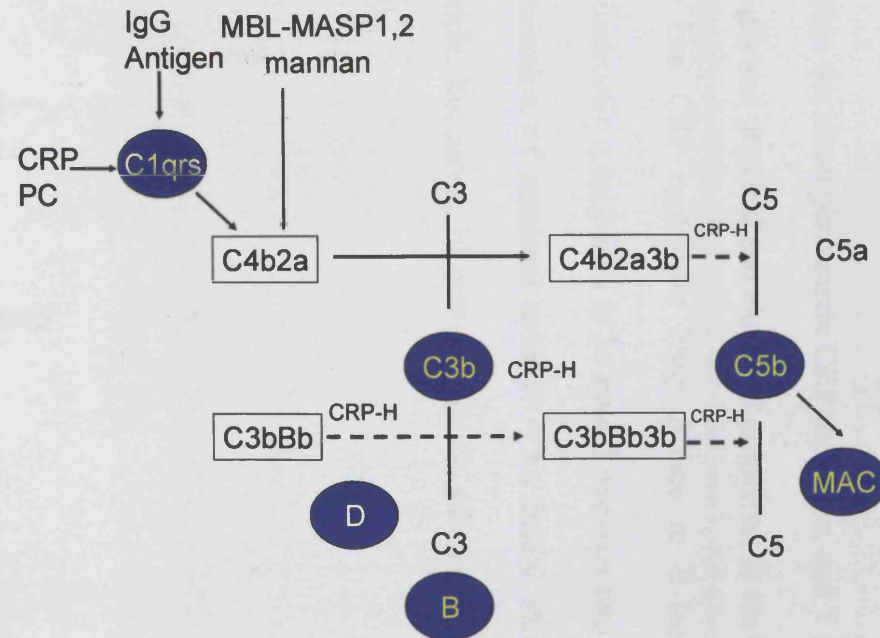 IgG
Antigen
MBL-MASP1,2
mannan
CRP
PC
C1qrs
C3
C5
C4b2a
C4b2a3b
CRP-H
C5a
C3b
CRP-H
C5b
C3bBb
CRP-H
C3bBb3b
CRP-H
MAC
D
C3
C5
B